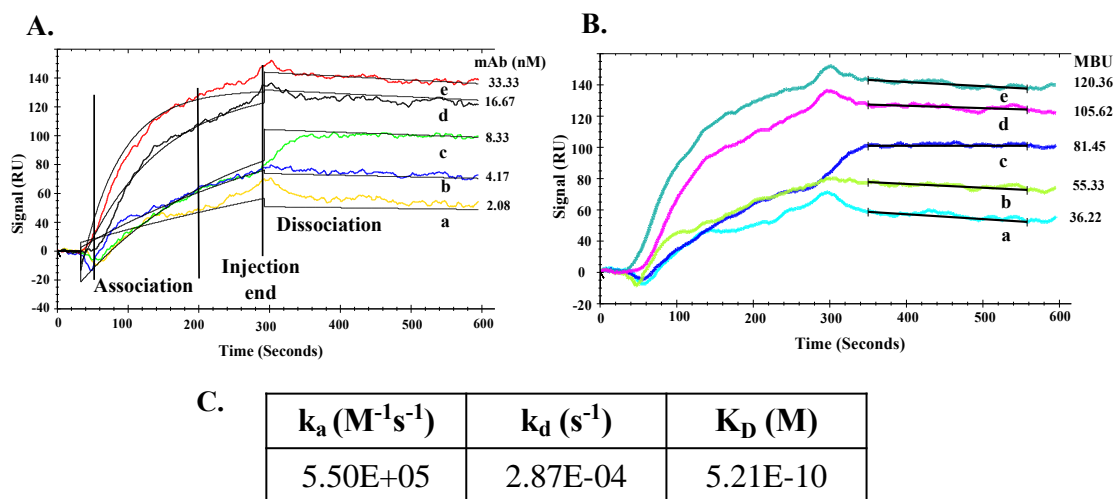 A.
mAb (nM)
140
120
100
80
60
40
20
0
-20
-40
Signal (RU)
33.33
16.67
8.33
4.17
2.08
e
d
c
b
a
Association
Injection
end
Dissociation
0 100 200 300 400 500 600
Time (Seconds)
B.
MBU
140
120
100
80
60
40
20
0
-20
Signal (RU)
120.36
105.62
81.45
55.33
36.22
e
d
c
b
a
0 100 200 300 400 500 600
Time (Seconds)
C.
kₐ (M⁻¹s⁻¹) k_d (s⁻¹) K_D (M)
5.50E+05 2.87E-04 5.21E-10